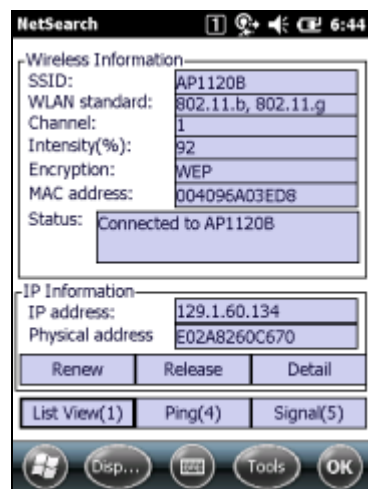 NetSearch 1 6:44
Wireless Information
SSID: AP1120B
WLAN standard: 802.11.b, 802.11.g
Channel: 1
Intensity(%): 92
Encryption: WEP
MAC address: 004096A03ED8
Status: Connected to AP1120B
IP Information
IP address: 129.1.60.134
Physical address E02A8260C670
Renew Release Detail
List View(1) Ping(4) Signal(5)
Disp... Tools OK